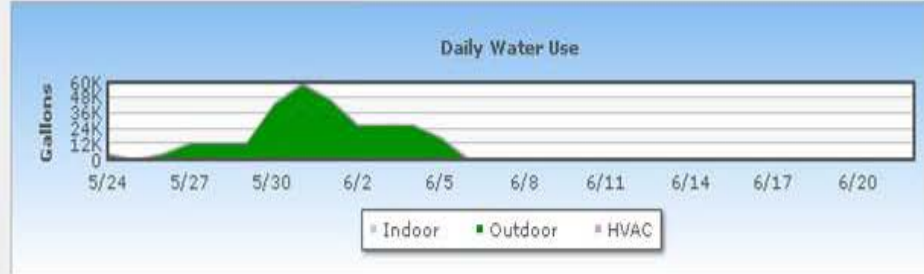 Daily Water Use
Gallons
60K
48K
36K
24K
12K
0
5/24 5/27 5/30 6/2 6/5 6/8 6/11 6/14 6/17 6/20
Indoor Outdoor HVAC